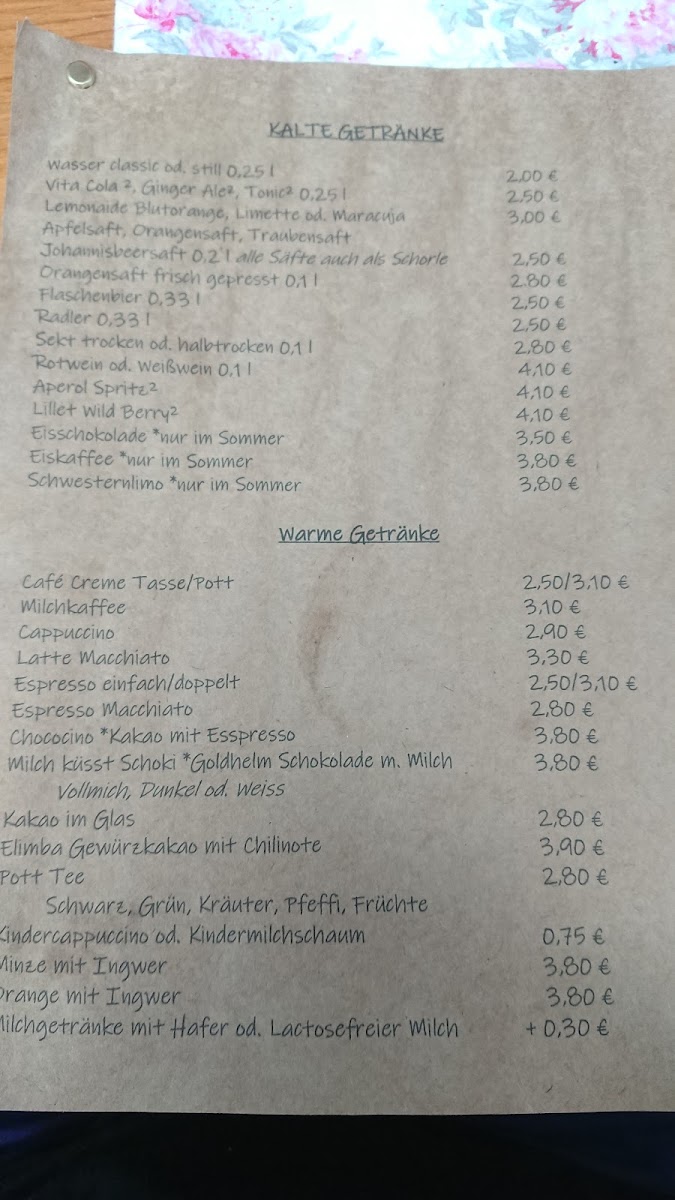 KALTE GETRÄNKE
Wasser classic od. still 0,25 l 2,00 €
Vita Cola ², Ginger Ale², Tonic² 0,25 l 2,50 €
Lemonaide Blutorange, Limette od. Maracuja 3,00 €
Apfelsaft, Orangensaft, Traubensaft
Johannisbeersaft 0,2 l alle Säfte auch als Schorle 2,50 €
Orangensaft frisch gepresst 0,1 l 2,80 €
Flaschenbier 0,33 l 2,50 €
Radler 0,33 l 2,50 €
Sekt trocken od. halbtrocken 0,1 l 2,80 €
Rotwein od. Weißwein 0,1 l 4,10 €
Aperol Spritz² 4,10 €
Lillet Wild Berry² 4,10 €
Eisschokolade *nur im Sommer 3,50 €
Eiskaffee *nur im Sommer 3,80 €
Schwesternlimo *nur im Sommer 3,80 €
Warme Getränke
Café Creme Tasse/Pott 2,50/3,10 €
Milchkaffee 3,10 €
Cappuccino 2,90 €
Latte Macchiato 3,30 €
Espresso einfach/doppelt 2,50/3,10 €
Espresso Macchiato 2,80 €
Chococino *Kakao mit Esspresso 3,80 €
Milch küsst Schoki *Goldhelm Schokolade m. Milch 3,80 €
Vollmich, Dunkel od. Weiss
Kakao im Glas 2,80 €
Elimba Gewürzkakao mit Chilinote 3,90 €
Pott Tee 2,80 €
Schwarz, Grün, Kräuter, Pfeffi, Früchte
Kindercappuccino od. Kindermilchschaum 0,75 €
Minze mit Ingwer 3,80 €
Orange mit Ingwer 3,80 €
Milchgetränke mit Hafer od. Lactosefreier Milch + 0,30 €